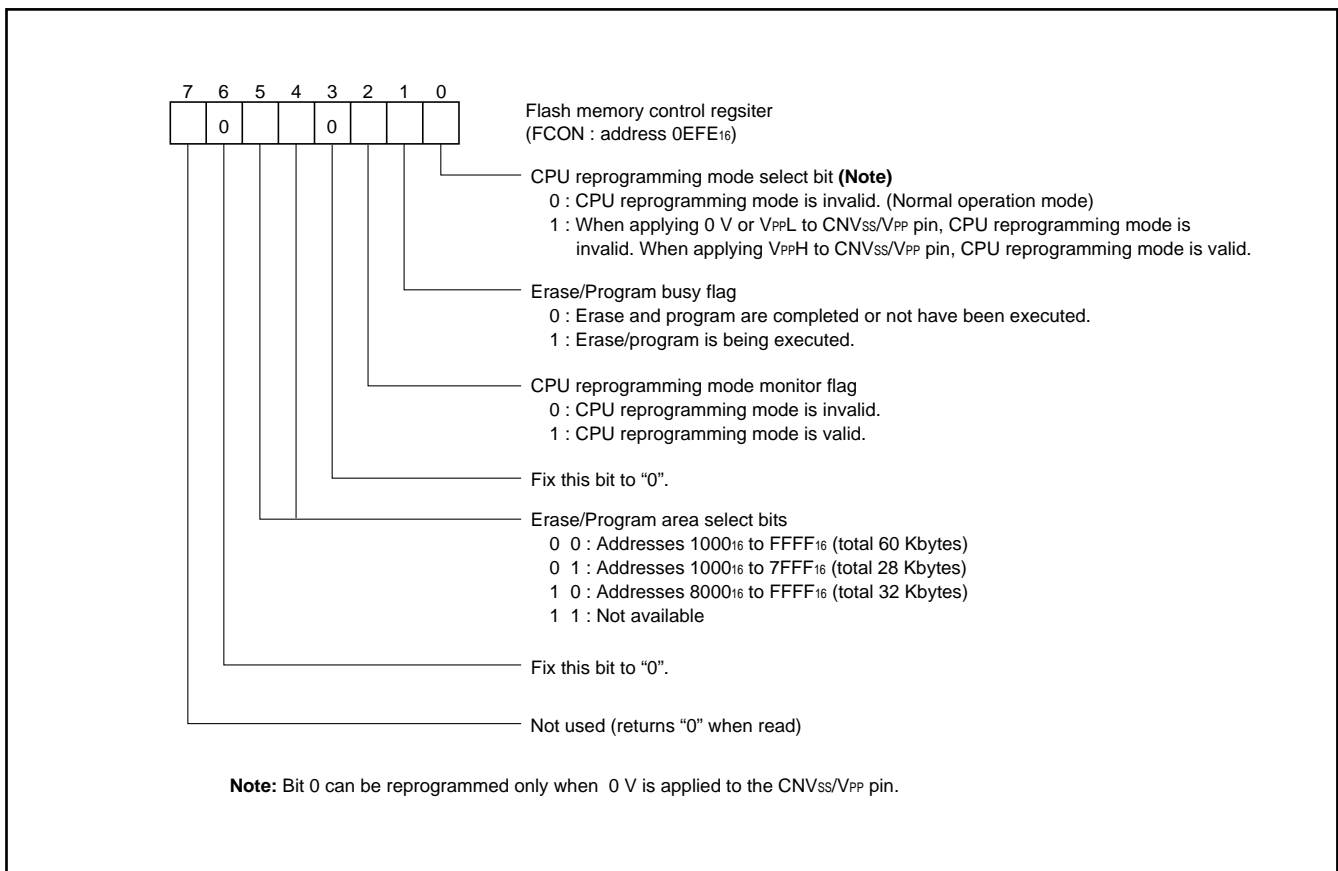 7 6 5 4 3 2 1 0
0 0
Flash memory control regsiter
(FCON : address 0EFE16)
CPU reprogramming mode select bit (Note)
0 : CPU reprogramming mode is invalid. (Normal operation mode)
1 : When applying 0 V or VPPL to CNVSS/VPP pin, CPU reprogramming mode is
invalid. When applying VPPH to CNVSS/VPP pin, CPU reprogramming mode is valid.
Erase/Program busy flag
0 : Erase and program are completed or not have been executed.
1 : Erase/program is being executed.
CPU reprogramming mode monitor flag
0 : CPU reprogramming mode is invalid.
1 : CPU reprogramming mode is valid.
Fix this bit to “0”.
Erase/Program area select bits
0 0 : Addresses 100016 to FFFF16 (total 60 Kbytes)
0 1 : Addresses 100016 to 7FFF16 (total 28 Kbytes)
1 0 : Addresses 800016 to FFFF16 (total 32 Kbytes)
1 1 : Not available
Fix this bit to “0”.
Not used (returns “0” when read)
Note: Bit 0 can be reprogrammed only when 0 V is applied to the CNVSS/VPP pin.